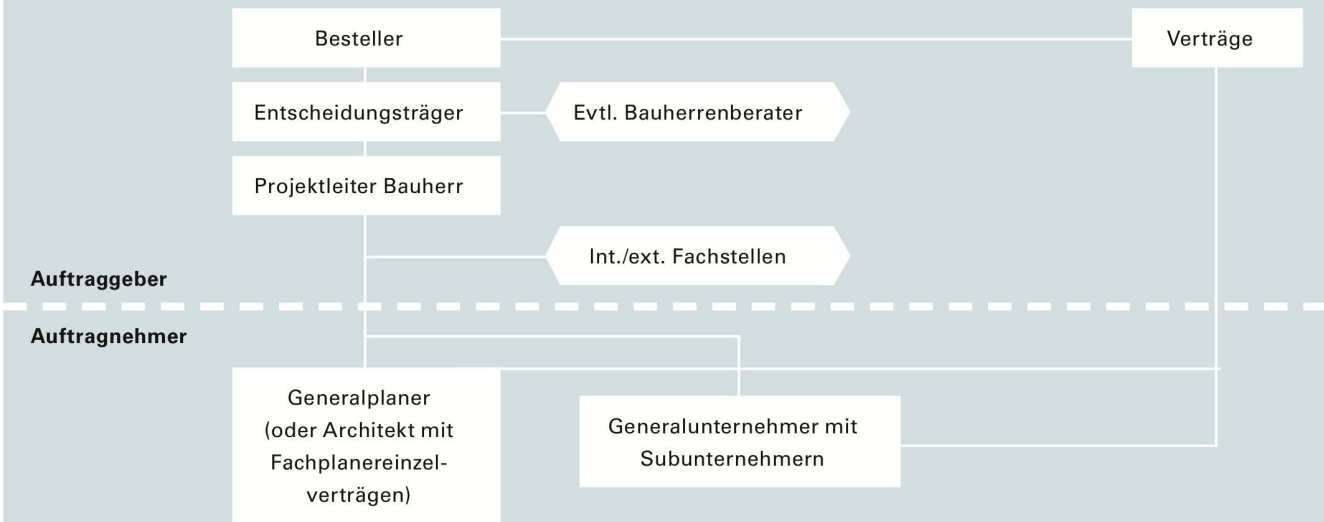 Besteller
Verträge
Entscheidungsträger
Evtl. Bauherrenberater
Projektleiter Bauherr
Int./ext. Fachstellen
Auftraggeber
Auftragnehmer
Generalplaner
(oder Architekt mit
Fachplanereinzel-
verträgen)
Generalunternehmer mit
Subunternehmern